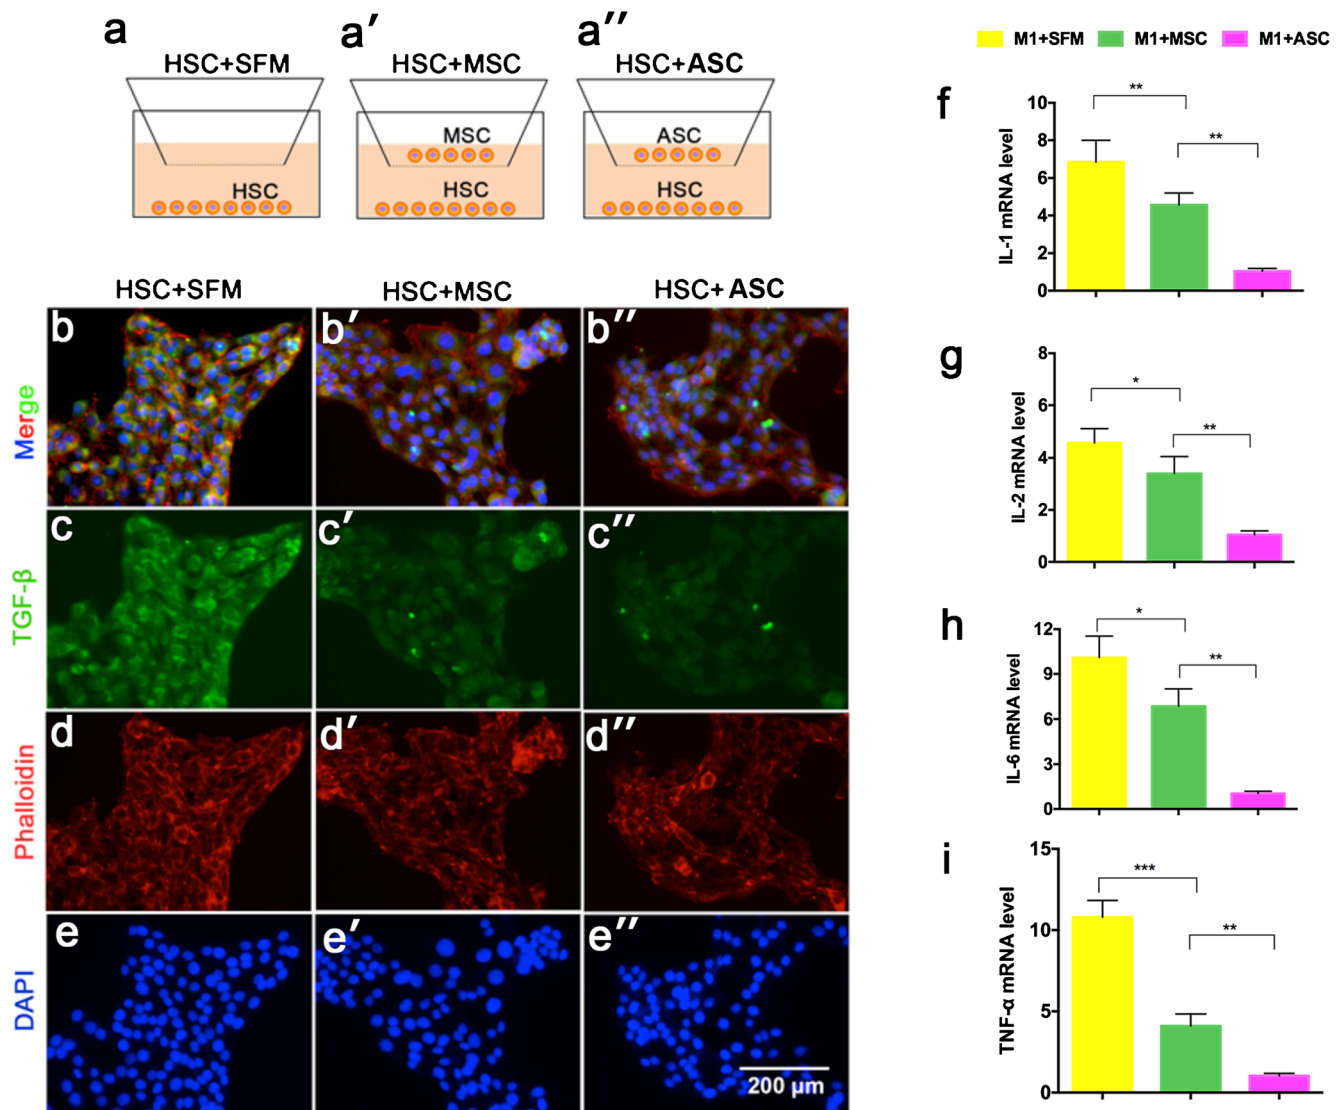 a
a′
a″
HSC+SFM
HSC+MSC
HSC+ASC
MSC
ASC
HSC
HSC
HSC
HSC+SFM
HSC+MSC
HSC+ASC
b
b′
b″
Merge
c
c′
c″
TGF-β
d
d′
d″
Phalloidin
e
e′
e″
DAPI
200 μm
M1+SFM
M1+MSC
M1+ASC
f
IL-1 mRNA level
10
8
6
4
2
0
**
**
g
IL-2 mRNA level
8
6
4
2
0
*
**
h
IL-6 mRNA level
12
9
6
3
0
*
**
i
TNF-α mRNA level
15
10
5
0
***
**